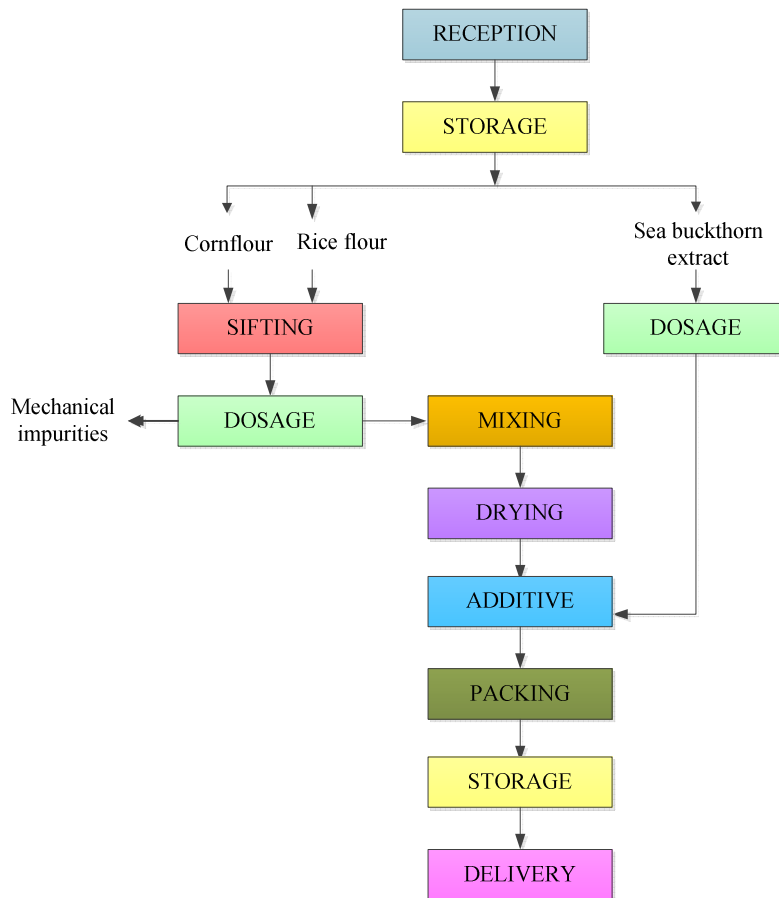 RECEPTION
STORAGE
Cornflour
Rice flour
Sea buckthorn
extract
SIFTING
DOSAGE
Mechanical
impurities
DOSAGE
MIXING
DRYING
ADDITIVE
PACKING
STORAGE
DELIVERY